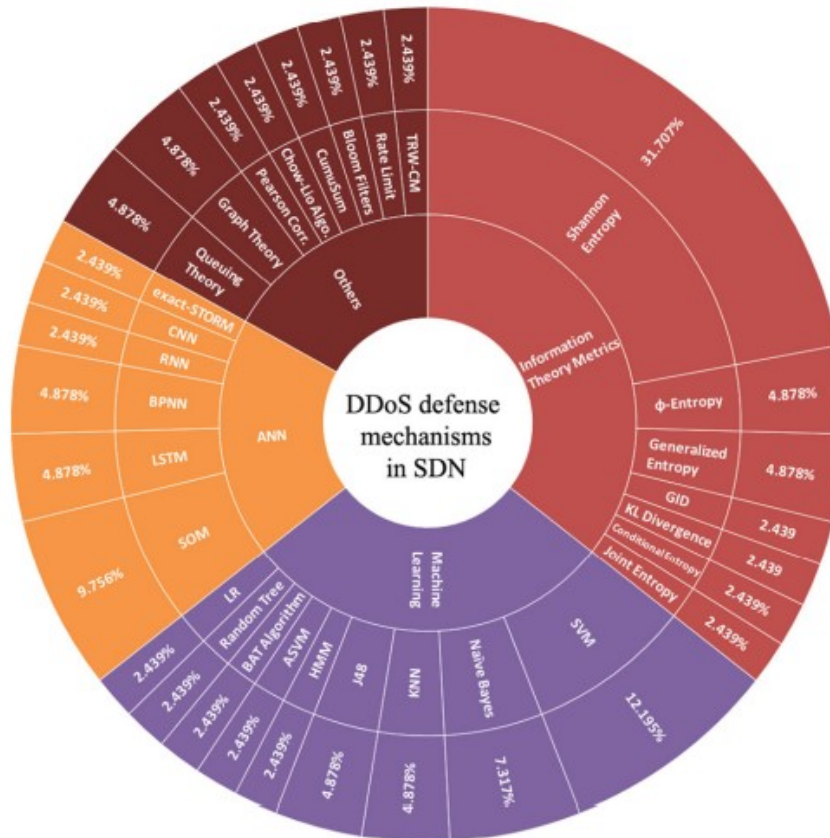 DDoS defense
mechanisms
in SDN
Information
Theory Metrics
Shannon
Entropy
31.707%
ф-Entropy
4.878%
Generalized
Entropy
4.878%
GID
2.439
KL Divergence
2.439
Conditional Entropy
2.439%
Joint Entropy
2.439%
Machine
Learning
SVM
12.195%
Naïve Bayes
7.317%
KNN
4.878%
J48
4.878%
HMM
2.439%
ASVM
2.439%
BAT Algorithm
2.439%
Random Tree
2.439%
LR
2.439%
ANN
SOM
9.756%
LSTM
4.878%
BPNN
4.878%
RNN
2.439%
CNN
2.439%
exact-STORM
2.439%
Others
Queuing
Theory
4.878%
Graph Theory
4.878%
Pearson Corr.
2.439%
Chow-Lio Algo.
2.439%
CumuSum
2.439%
Bloom Filters
2.439%
Rate Limit
2.439%
TRW-CM
2.439%